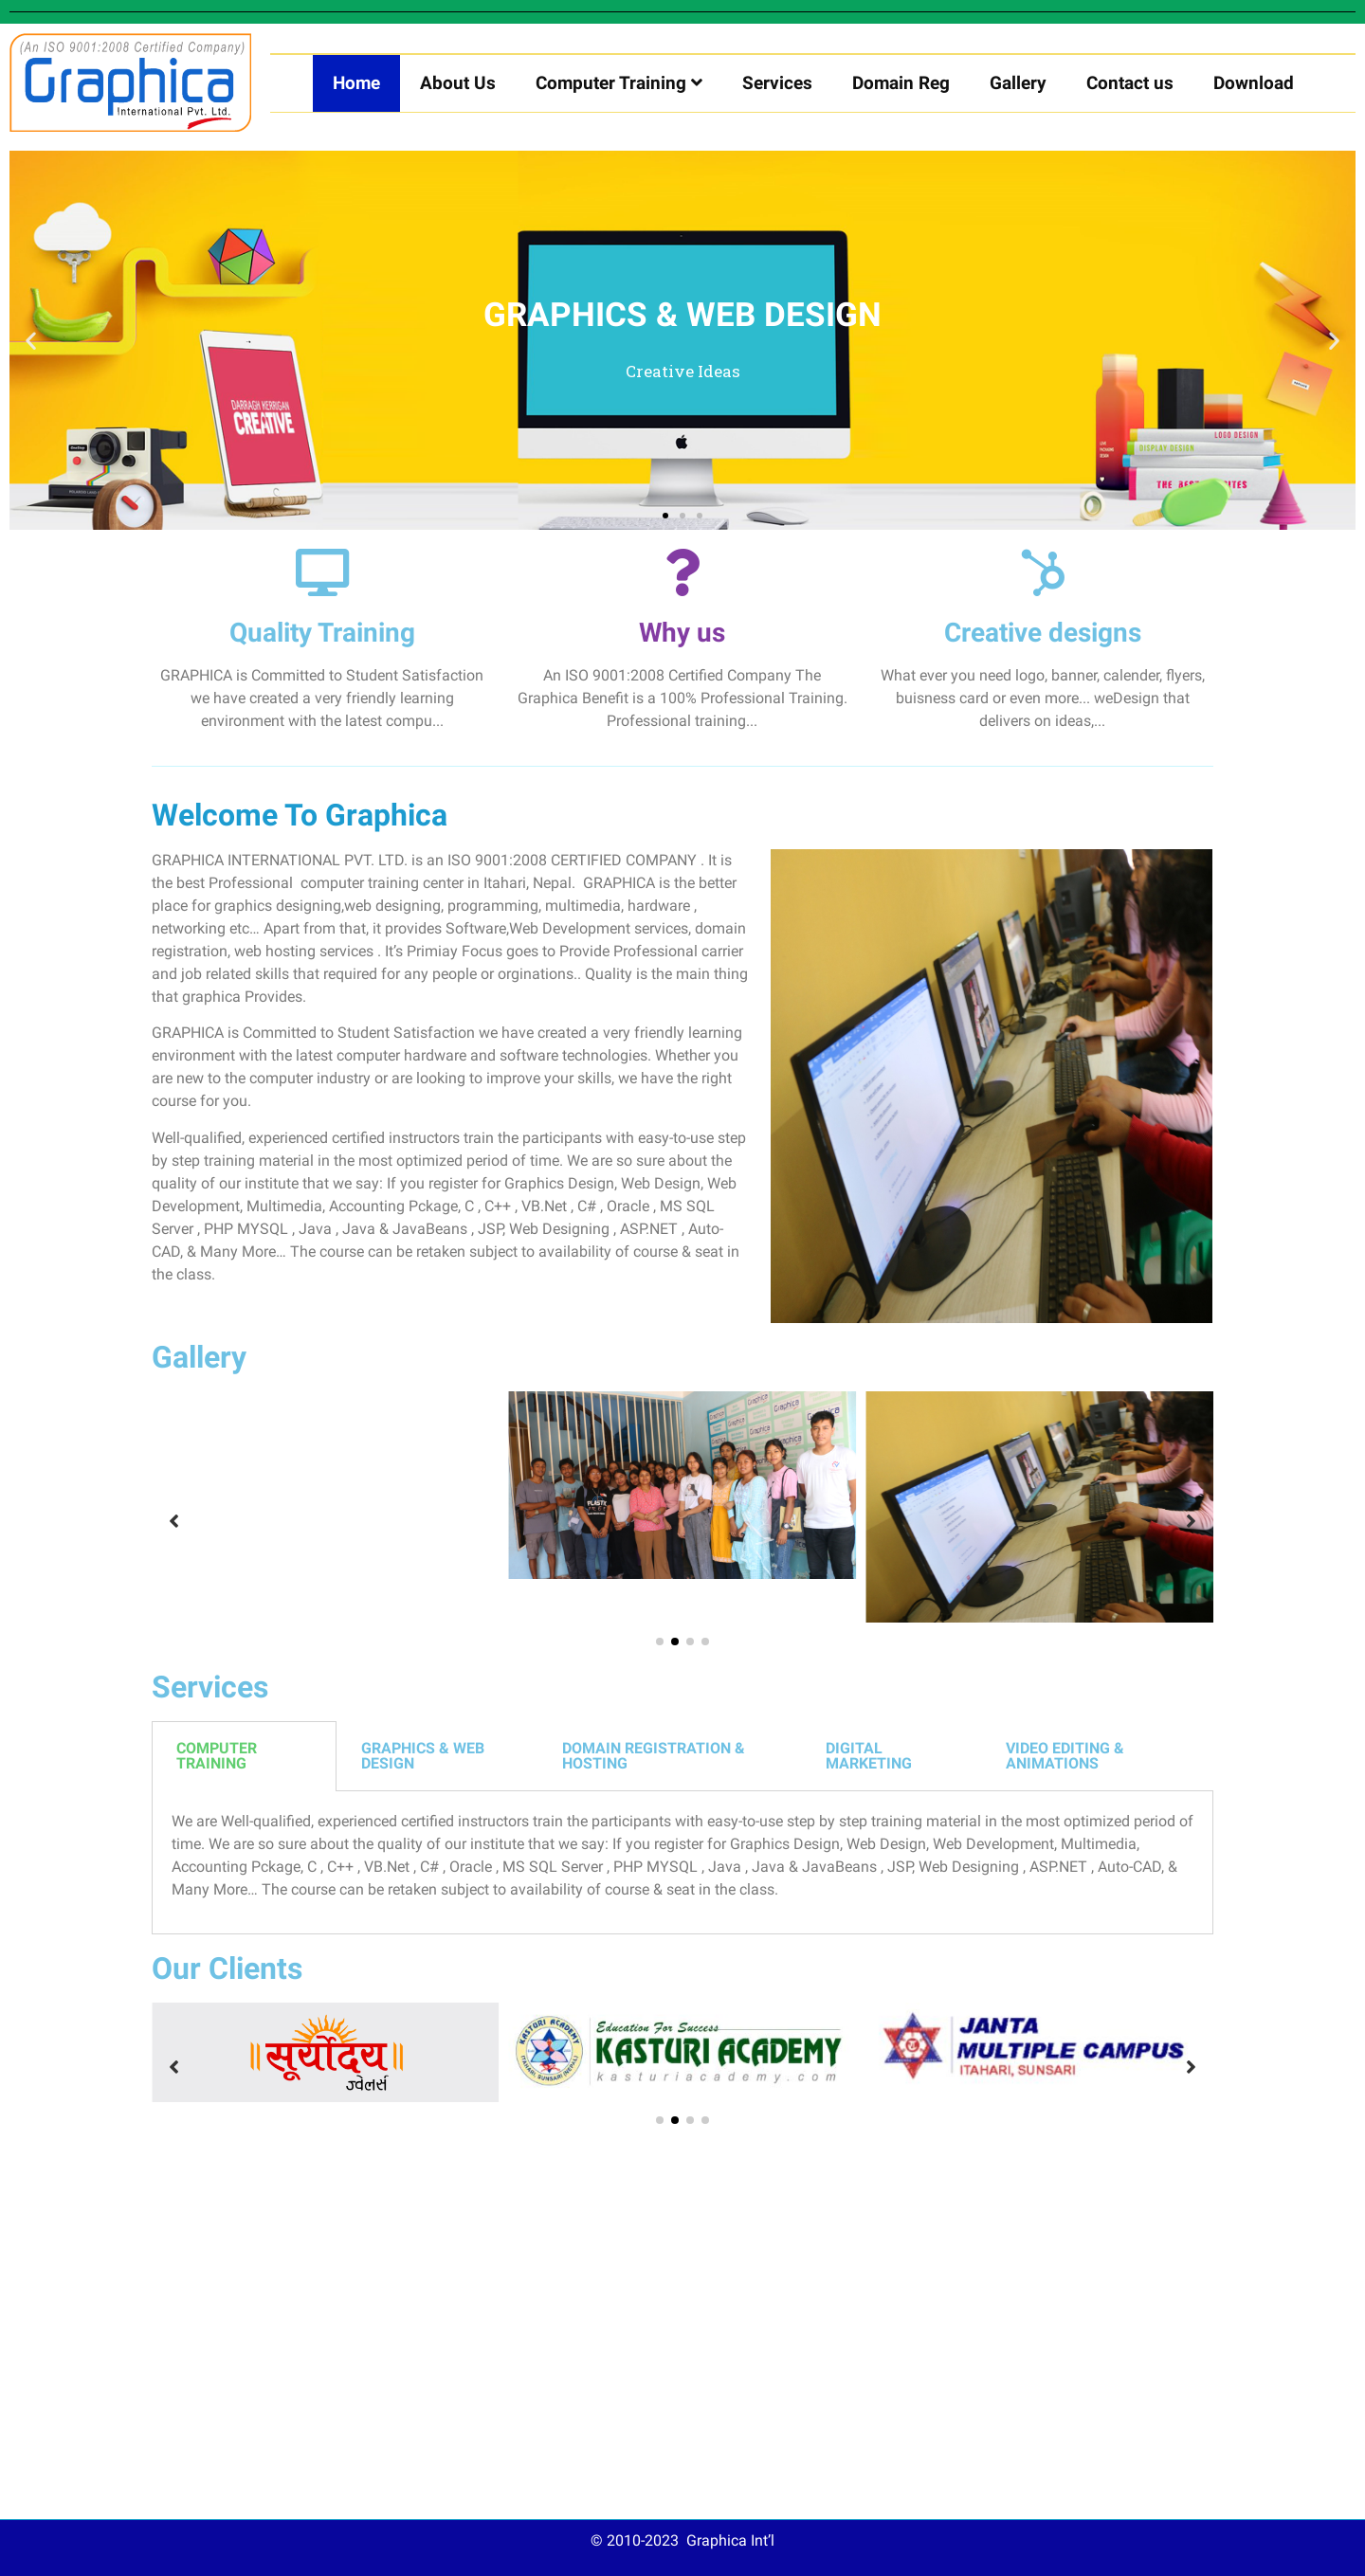 (An ISO 9001:2008 Certified Company)
Graphica
International Pvt. Ltd.
Home
About Us
Computer Training
Services
Domain Reg
Gallery
Contact us
Download
DARRAGH KERRIGAN
CREATIVE
GRAPHICS & WEB DESIGN
Creative Ideas
LOGO DESIGN
DISPLAY DESIGN
Quality Training
GRAPHICA is Committed to Student Satisfaction
we have created a very friendly learning
environment with the latest compu...
Why us
An ISO 9001:2008 Certified Company The
Graphica Benefit is a 100% Professional Training.
Professional training...
Creative designs
What ever you need logo, banner, calender, flyers,
buisness card or even more... weDesign that
delivers on ideas,...
Welcome To Graphica
GRAPHICA INTERNATIONAL PVT. LTD. is an ISO 9001:2008 CERTIFIED COMPANY . It is
the best Professional  computer training center in Itahari, Nepal.  GRAPHICA is the better
place for graphics designing,web designing, programming, multimedia, hardware ,
networking etc… Apart from that, it provides Software,Web Development services, domain
registration, web hosting services . It’s Primiay Focus goes to Provide Professional carrier
and job related skills that required for any people or orginations.. Quality is the main thing
that graphica Provides.
GRAPHICA is Committed to Student Satisfaction we have created a very friendly learning
environment with the latest computer hardware and software technologies. Whether you
are new to the computer industry or are looking to improve your skills, we have the right
course for you.
Well-qualified, experienced certified instructors train the participants with easy-to-use step
by step training material in the most optimized period of time. We are so sure about the
quality of our institute that we say: If you register for Graphics Design, Web Design, Web
Development, Multimedia, Accounting Pckage, C , C++ , VB.Net , C# , Oracle , MS SQL
Server , PHP MYSQL , Java , Java & JavaBeans , JSP, Web Designing , ASP.NET , Auto-
CAD, & Many More… The course can be retaken subject to availability of course & seat in
the class.
Gallery
Services
COMPUTER
TRAINING
GRAPHICS & WEB
DESIGN
DOMAIN REGISTRATION &
HOSTING
DIGITAL
MARKETING
VIDEO EDITING &
ANIMATIONS
We are Well-qualified, experienced certified instructors train the participants with easy-to-use step by step training material in the most optimized period of
time. We are so sure about the quality of our institute that we say: If you register for Graphics Design, Web Design, Web Development, Multimedia,
Accounting Pckage, C , C++ , VB.Net , C# , Oracle , MS SQL Server , PHP MYSQL , Java , Java & JavaBeans , JSP, Web Designing , ASP.NET , Auto-CAD, &
Many More… The course can be retaken subject to availability of course & seat in the class.
Our Clients
॥सूर्योदय॥
ज्वेलर्स
Education For Success
KASTURI ACADEMY
kasturiacademy.com
JANTA
MULTIPLE CAMPUS
ITAHARI, SUNSARI
© 2010-2023  Graphica Int’l